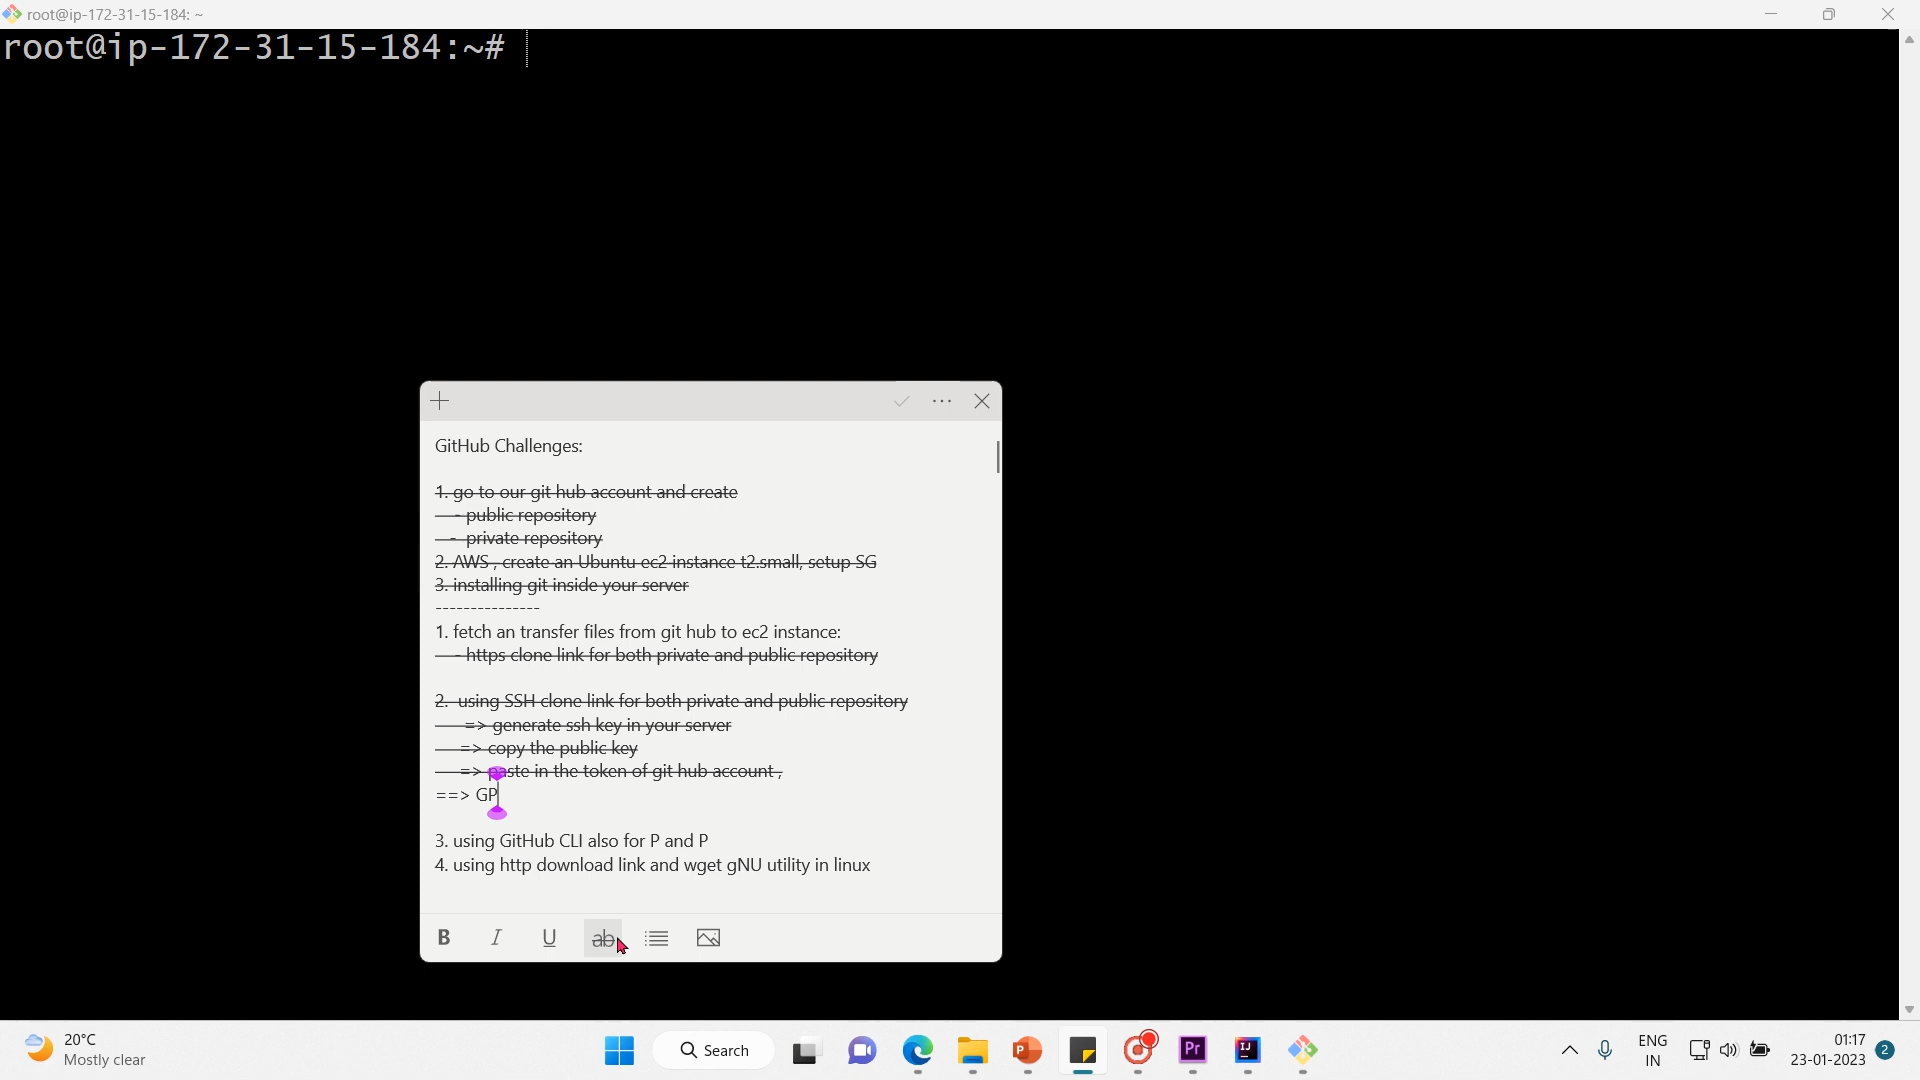 root@ip-172-31-15-184: ~
root@ip-172-31-15-184:~#
GitHub Challenges:
1. go to our git hub account and create
- public repository
- private repository
2. AWS , create an Ubuntu ec2 instance t2.small, setup SG
3. installing git inside your server
---------------
1. fetch an transfer files from git hub to ec2 instance:
- https clone link for both private and public repository
2. using SSH clone link for both private and public repository
=> generate ssh key in your server
=> copy the public key
=> paste in the token of git hub account ,
==> GP
3. using GitHub CLI also for P and P
4. using http download link and wget gNU utility in linux
B I U ab
20°C
Mostly clear
Search
P
Pr
IJ
ENG
IN
01:17
23-01-2023
2